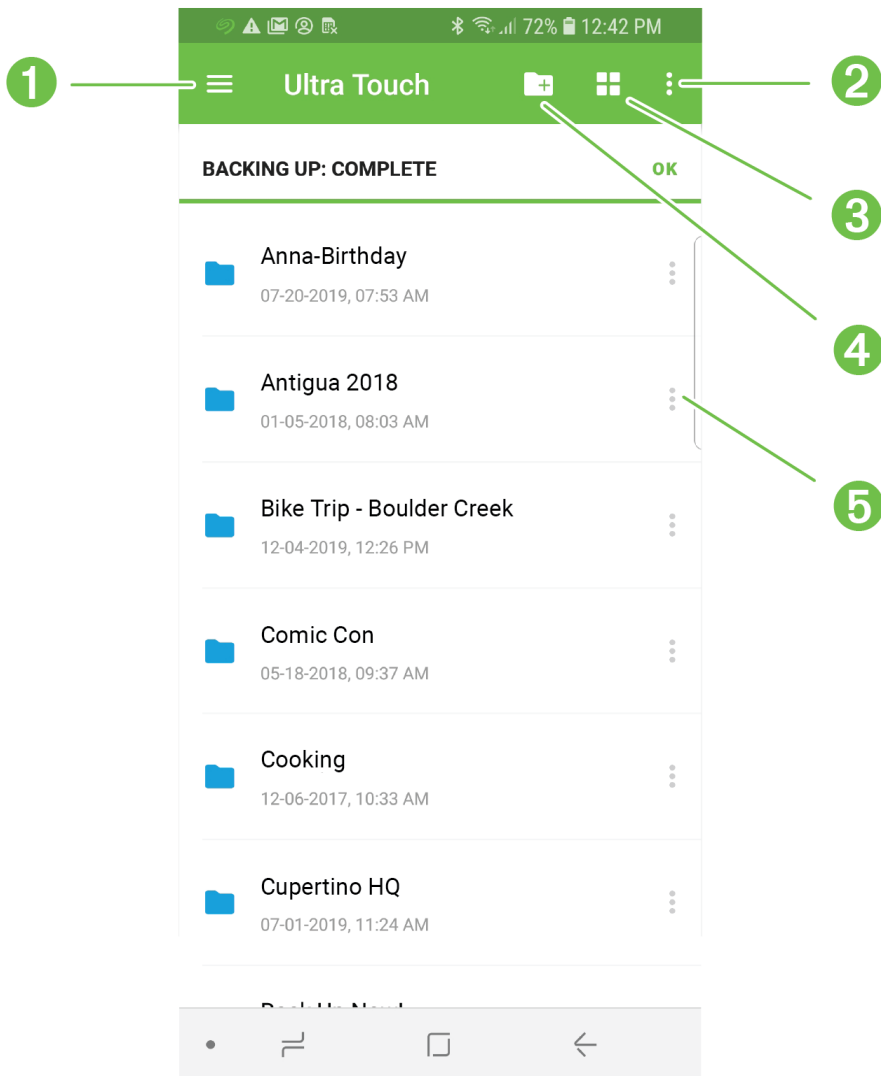 72% 12:42 PM
1
Ultra Touch
2
BACKING UP: COMPLETE
OK
3
Anna-Birthday
07-20-2019, 07:53 AM
4
Antigua 2018
01-05-2018, 08:03 AM
5
Bike Trip - Boulder Creek
12-04-2019, 12:26 PM
Comic Con
05-18-2018, 09:37 AM
Cooking
12-06-2017, 10:33 AM
Cupertino HQ
07-01-2019, 11:24 AM